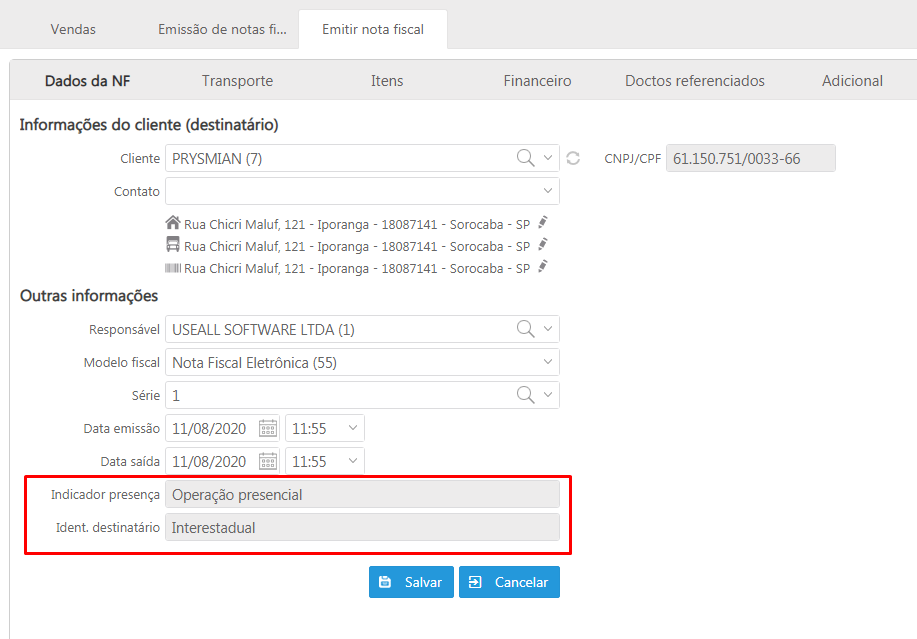 Vendas Emissão de notas fi... Emitir nota fiscal
Dados da NF Transporte Itens Financeiro Doctos referenciados Adicional
Informações do cliente (destinatário)
Cliente PRYSMIAN (7) CNPJ/CPF 61.150.751/0033-66
Contato
Rua Chicri Maluf, 121 - Iporanga - 18087141 - Sorocaba - SP
Rua Chicri Maluf, 121 - Iporanga - 18087141 - Sorocaba - SP
Rua Chicri Maluf, 121 - Iporanga - 18087141 - Sorocaba - SP
Outras informações
Responsável USEALL SOFTWARE LTDA (1)
Modelo fiscal Nota Fiscal Eletrônica (55)
Série 1
Data emissão 11/08/2020 11:55
Data saída 11/08/2020 11:55
Indicador presença Operação presencial
Ident. destinatário Interestadual
Salvar Cancelar